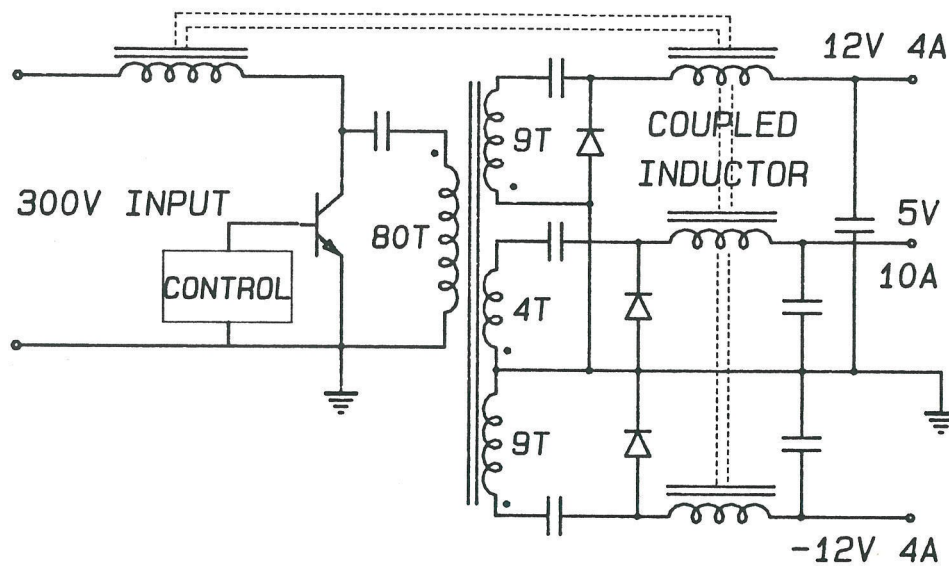 12V 4A
9T
COUPLED
INDUCTOR
300V INPUT
80T
5V
10A
CONTROL
4T
9T
-12V 4A